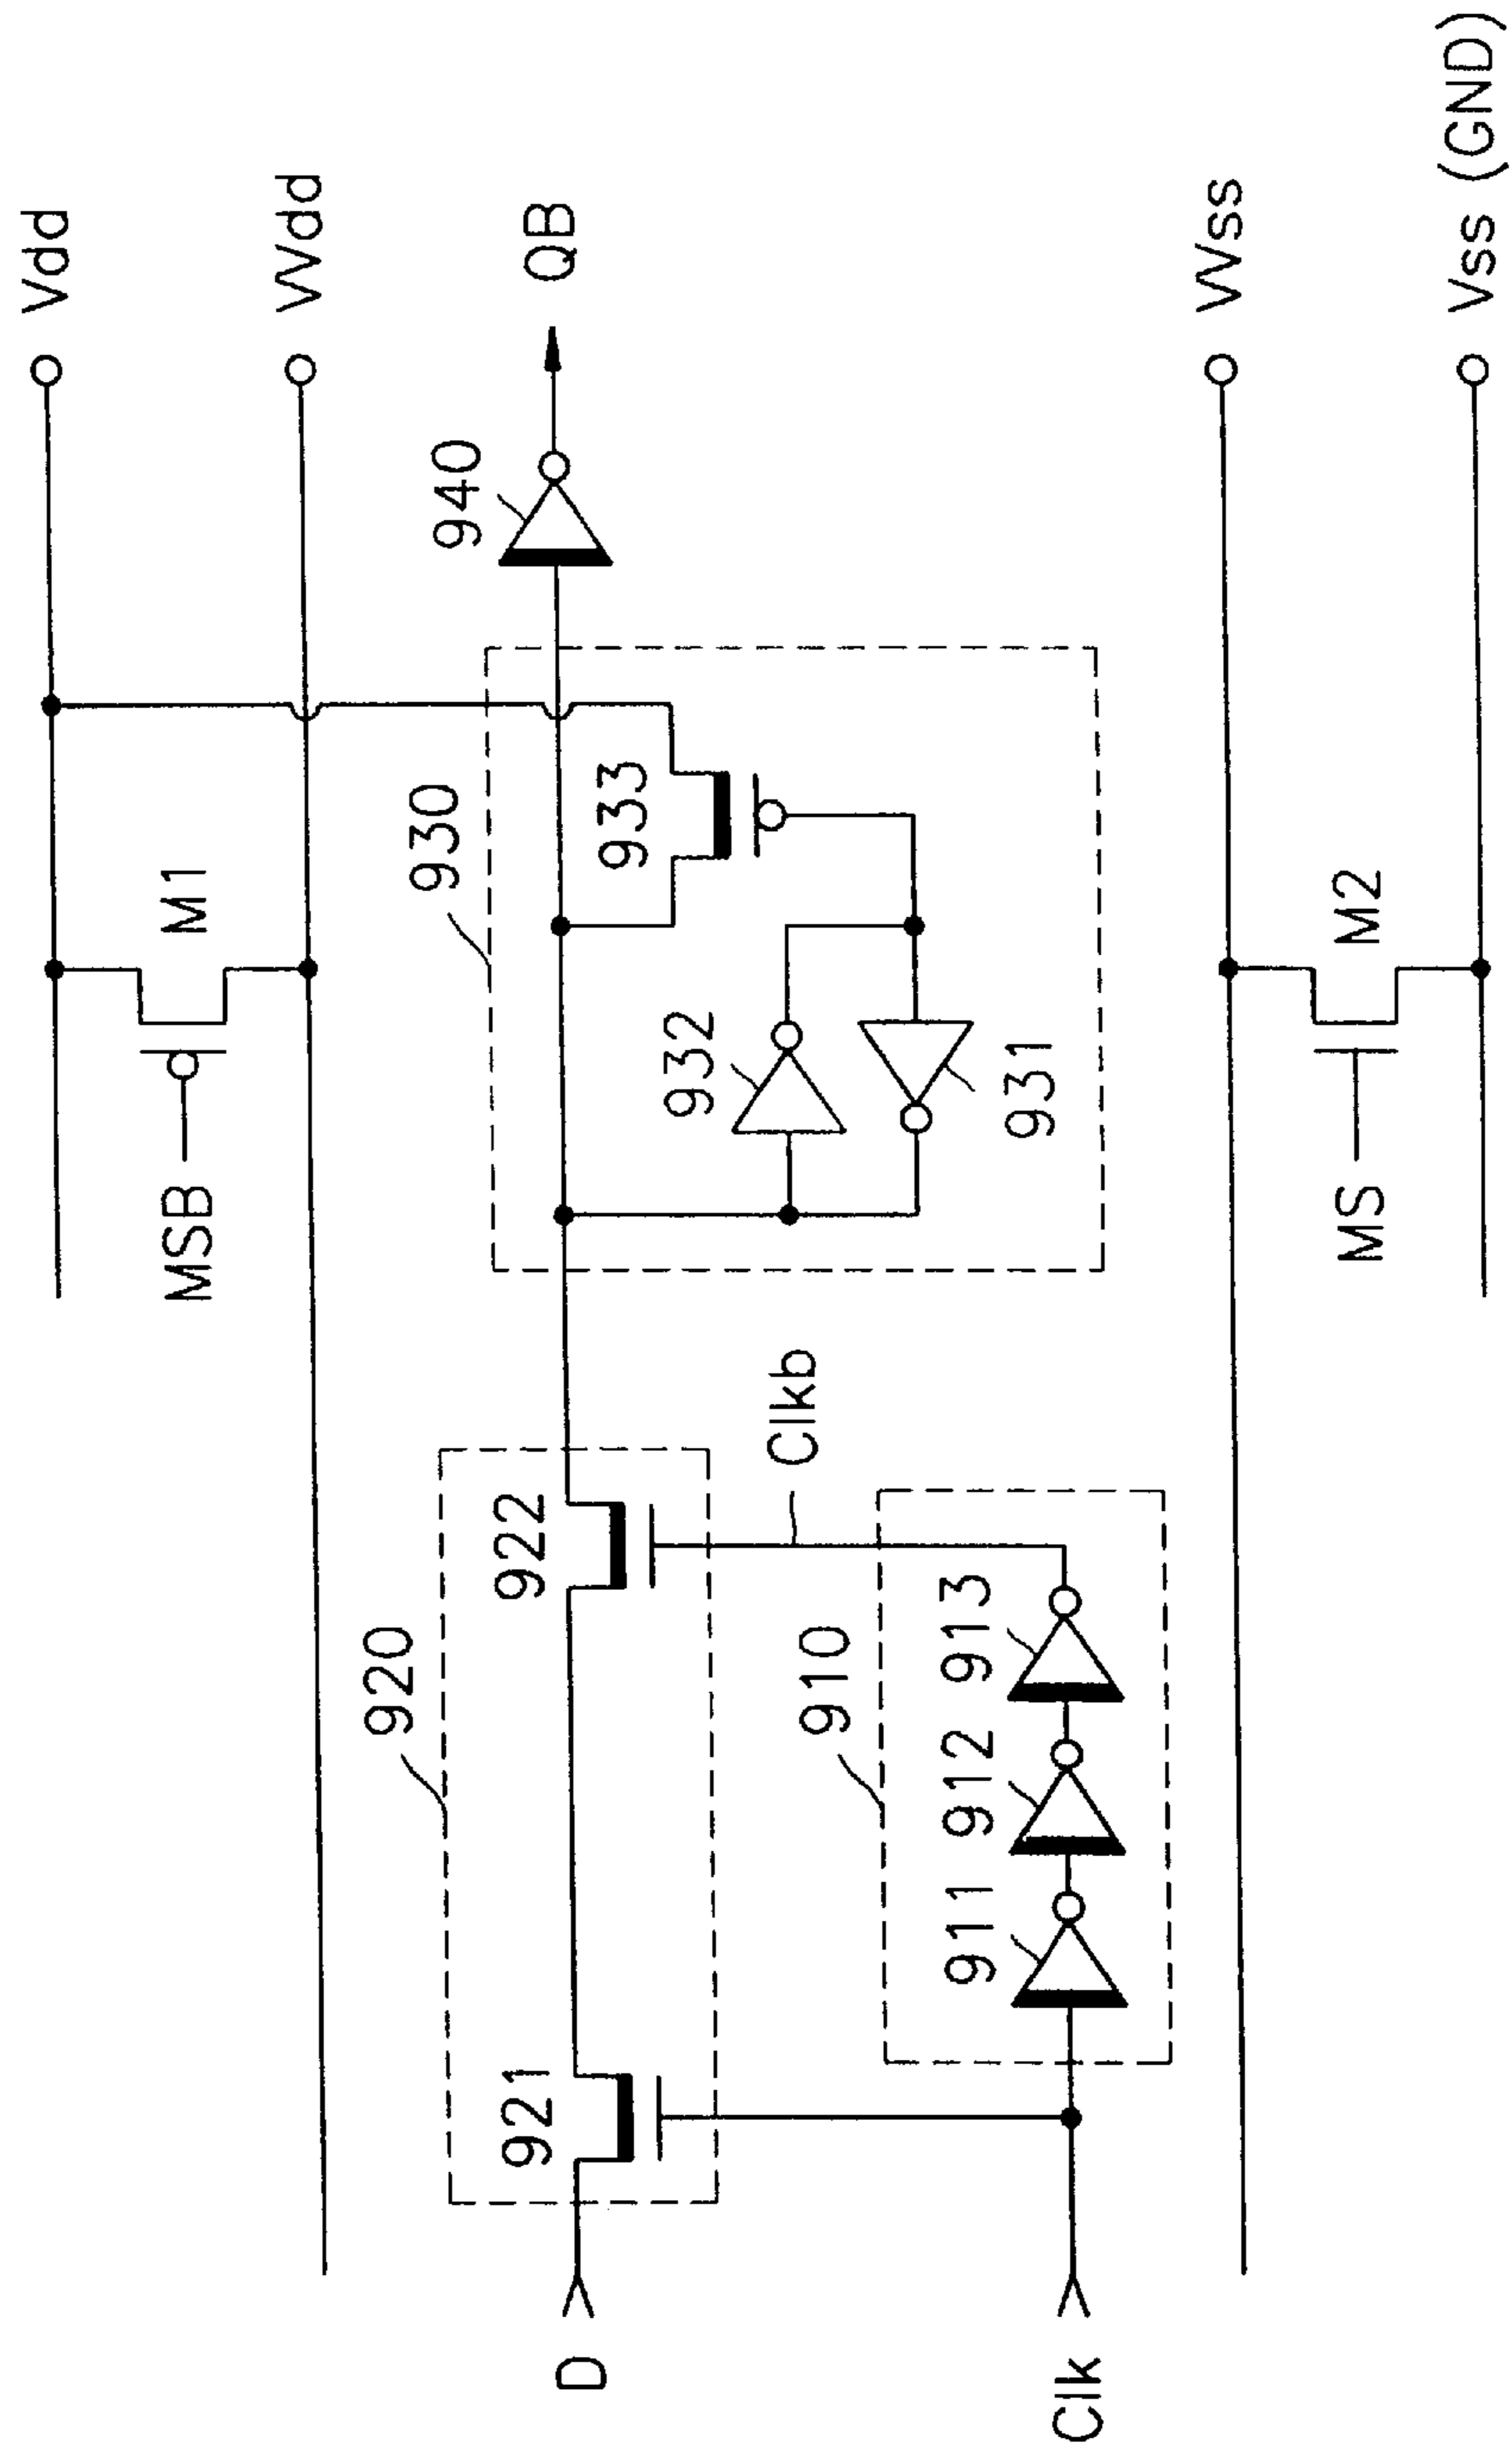 Vdd
MSB
M1
VVdd
920
930
940
921
922
QB
D
933
932
Clkb
910
911
912
913
931
Clk
VVss
MS
M2
Vss (GND)